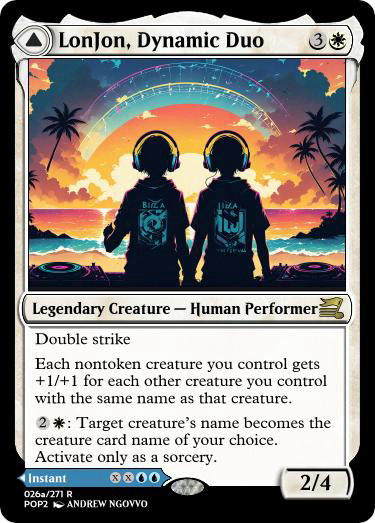 LonJon, Dynamic Duo 3
Legendary Creature — Human Performer
Double strike
Each nontoken creature you control gets
+1/+1 for each other creature you control
with the same name as that creature.
2 : Target creature's name becomes the
creature card name of your choice.
Activate only as a sorcery.
Instant X X
2/4
026a/271 R
POP2 ANDREW NGOVVO